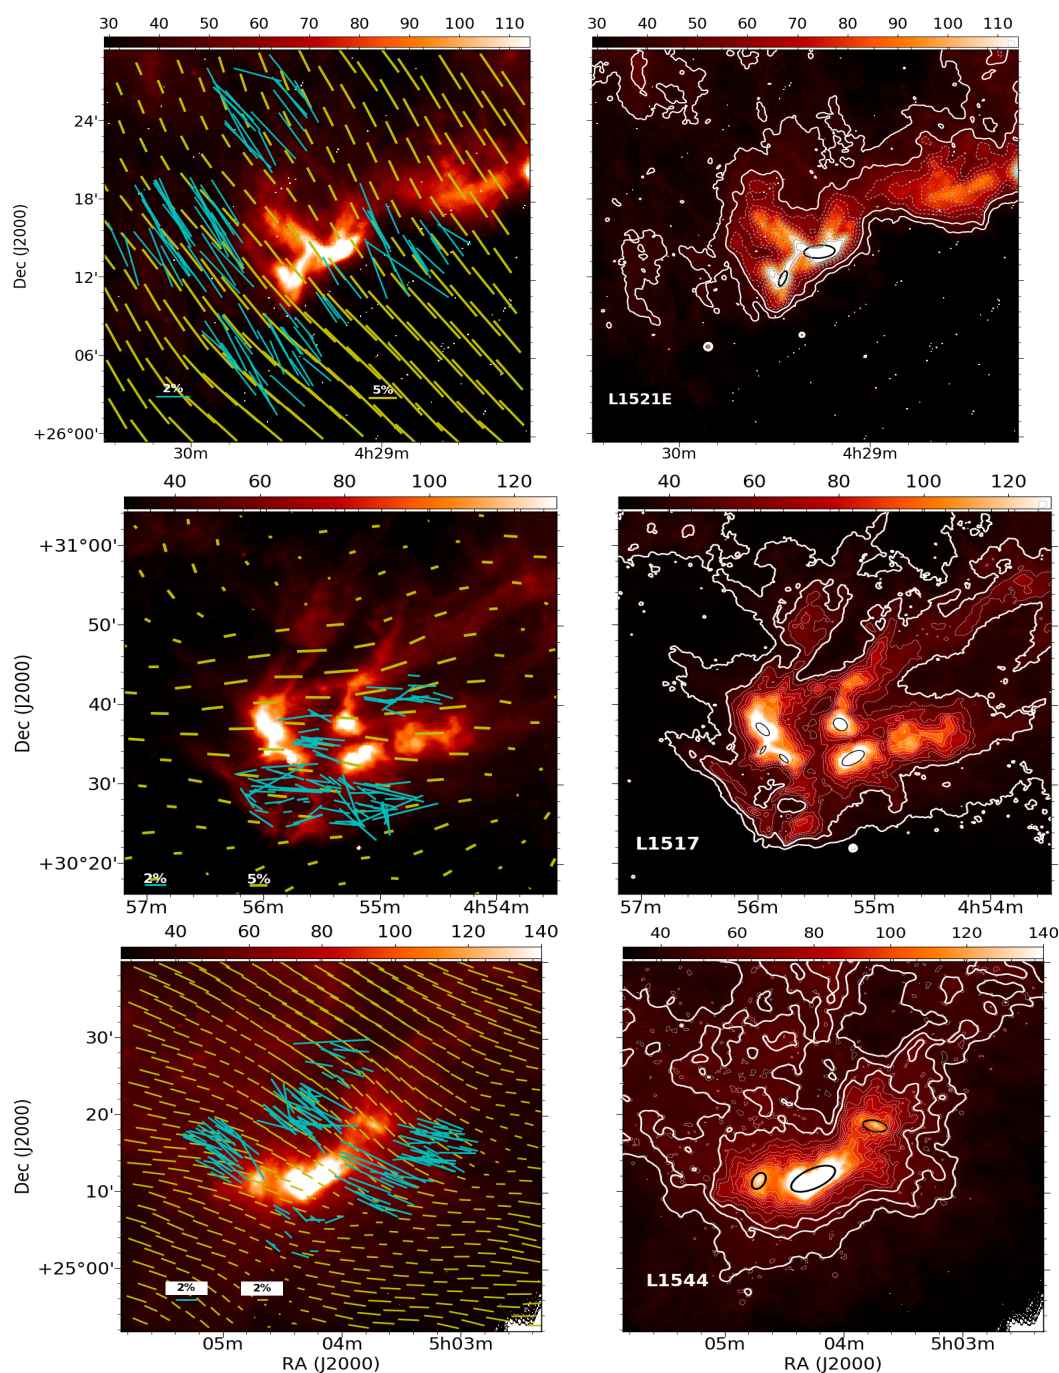 30 40 50 60 70 80 90 100 110
30 40 50 60 70 80 90 100 110
Dec (J2000)
24'
18'
12'
06'
+26°00'
2%
5%
30m 4h29m
L1521E
30m 4h29m
40 60 80 100 120
40 60 80 100 120
Dec (J2000)
+31°00'
50'
40'
30'
+30°20'
2%
5%
57m 56m 55m 4h54m
L1517
57m 56m 55m 4h54m
40 60 80 100 120 140
40 60 80 100 120 140
Dec (J2000)
30'
20'
10'
+25°00'
2%
2%
05m 04m 5h03m
RA (J2000)
L1544
05m 04m 5h03m
RA (J2000)